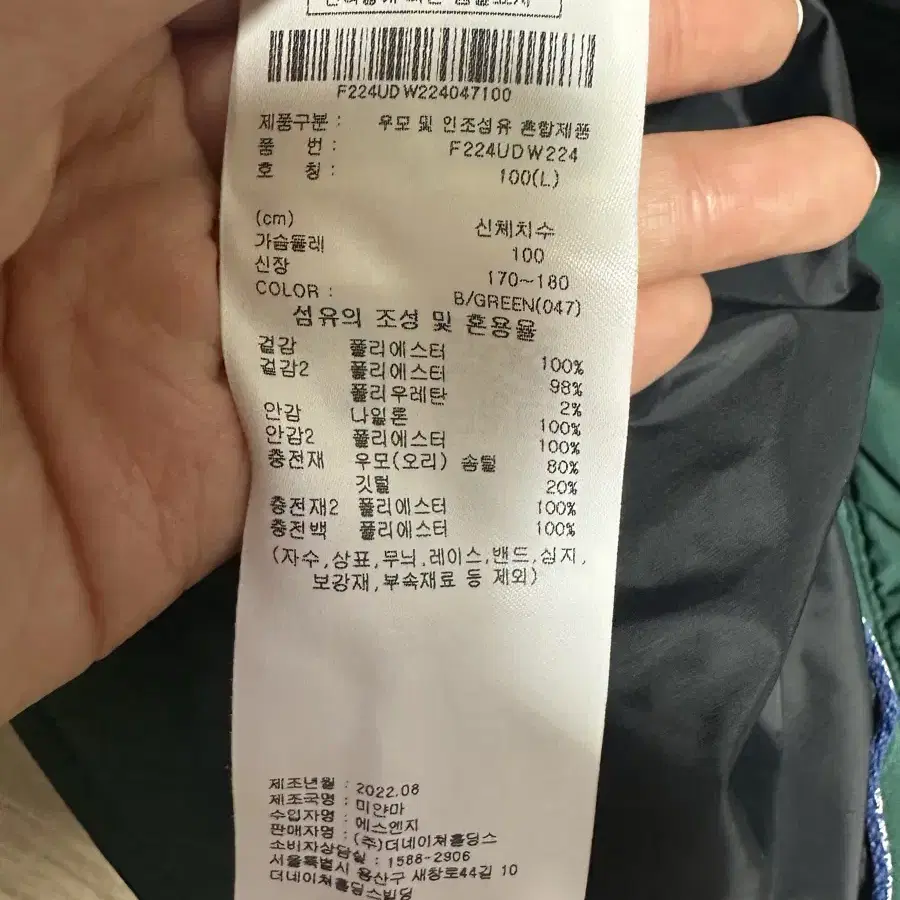 F224UDW224047100
제품구분 : 우모 및 인조섬유 혼합제품
품 번 : F224UDW224
호 칭 : 100(L)
(cm) 신체치수
가슴둘레 100
신장 170~180
COLOR : B/GREEN(047)
섬유의 조성 및 혼용율
겉감 폴리에스터 100%
겉감2 폴리에스터 98%
폴리우레탄 2%
안감 나일론 100%
안감2 폴리에스터 100%
충전재 우모(오리) 솜털 80%
깃털 20%
충전재2 폴리에스터 100%
충전백 폴리에스터 100%
(자수,상표,무늬,레이스,밴드,심지,
보강재,부속재료 등 제외)
제조년월 : 2022.08
제조국명 : 미얀마
수입자명 : 에스엔지
판매자명 : (주)더네이쳐홀딩스
소비자상담실 : 1588-2906
서울특별시 용산구 새창로44길 10
더네이쳐홀딩스빌딩